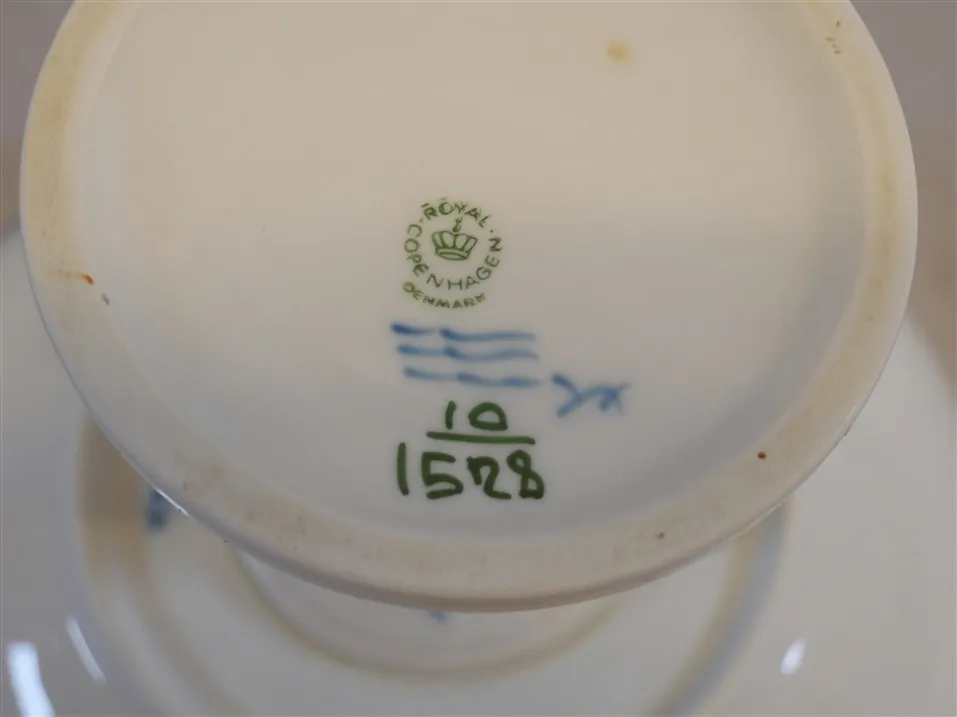 ROYAL
COPENHAGEN
DENMARK
10
1528